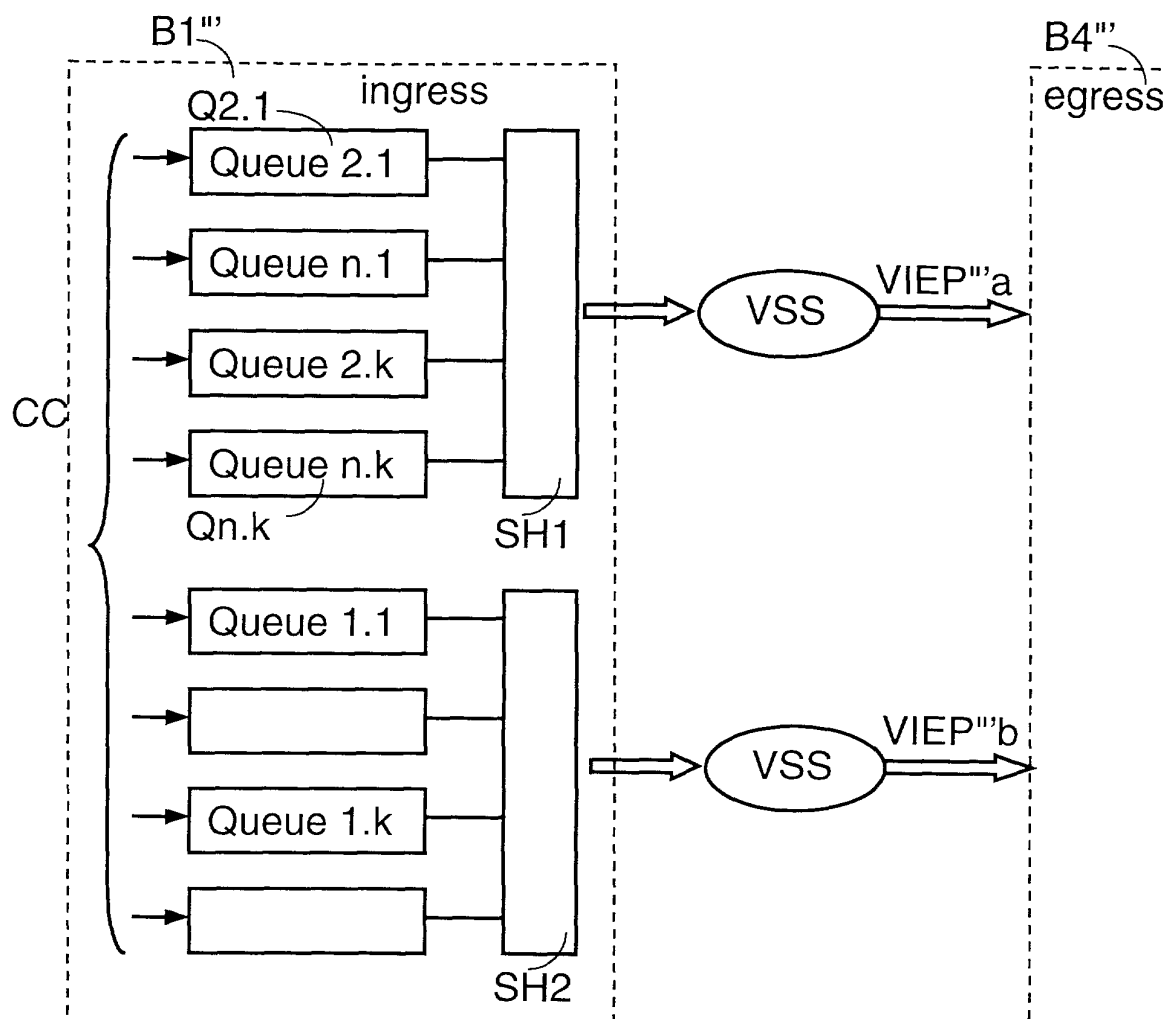 B1"'
B4"'
ingress
egress
Q2.1
Queue 2.1
Queue n.1
VIEP"'a
VSS
Queue 2.k
CC
Queue n.k
Qn.k
SH1
Queue 1.1
VIEP"'b
VSS
Queue 1.k
SH2